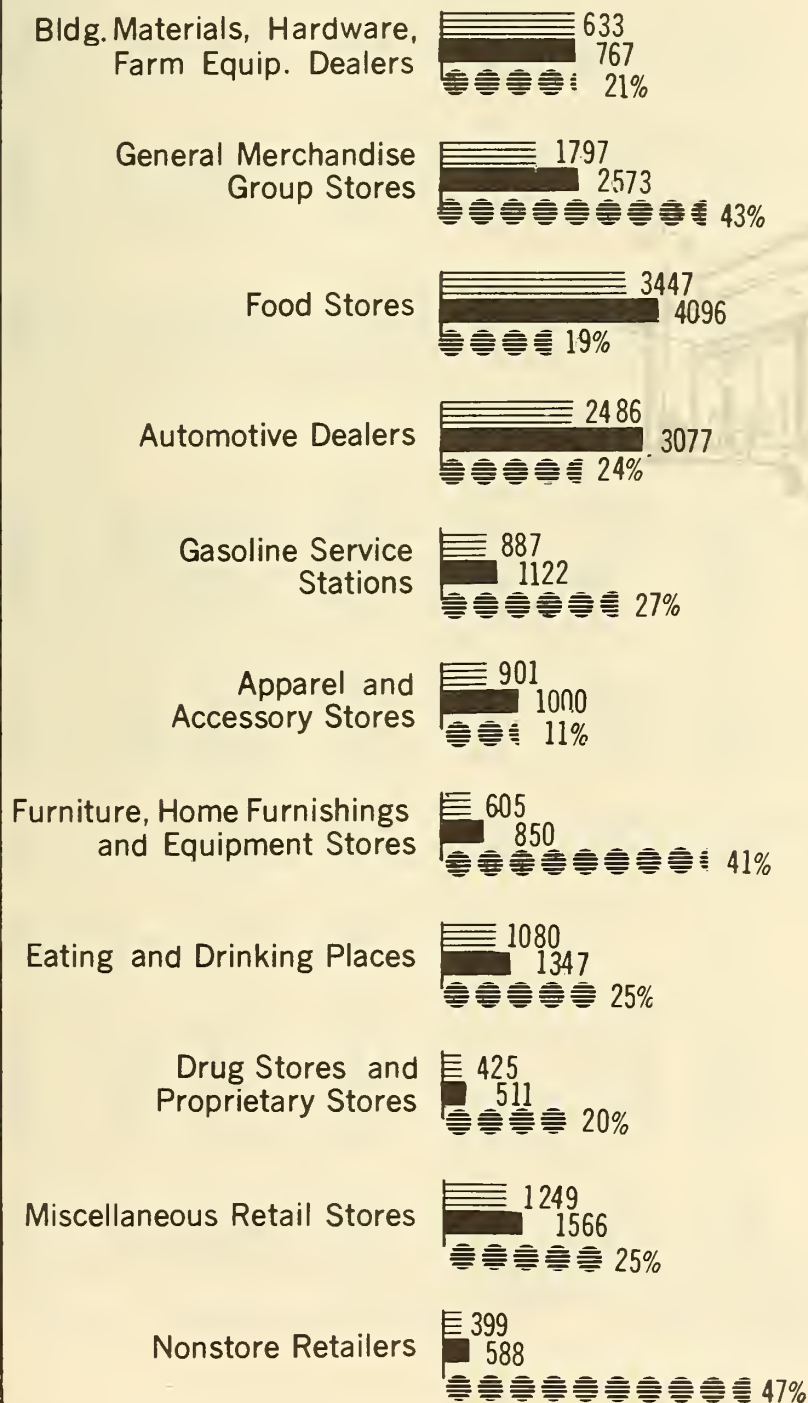 Bldg. Materials, Hardware,
Farm Equip. Dealers
633
767
21%
General Merchandise
Group Stores
1797
2573
43%
Food Stores
3447
4096
19%
Automotive Dealers
2486
3077
24%
Gasoline Service
Stations
887
1122
27%
Apparel and
Accessory Stores
901
1000
11%
Furniture, Home Furnishings
and Equipment Stores
605
850
41%
Eating and Drinking Places
1080
1347
25%
Drug Stores and
Proprietary Stores
425
511
20%
Miscellaneous Retail Stores
1249
1566
25%
Nonstore Retailers
399
588
47%